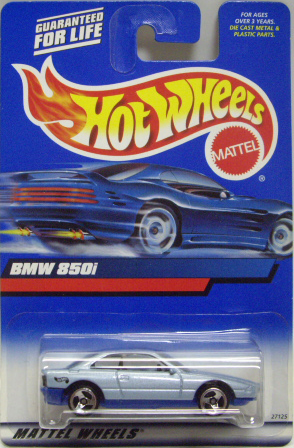 GUARANTEED
FOR LIFE
FOR AGES
OVER 3 YEARS.
DIE CAST METAL &
PLASTIC PARTS.
Hot Wheels
MATTEL
®
BMW 850i
27125
MATTEL WHEELS